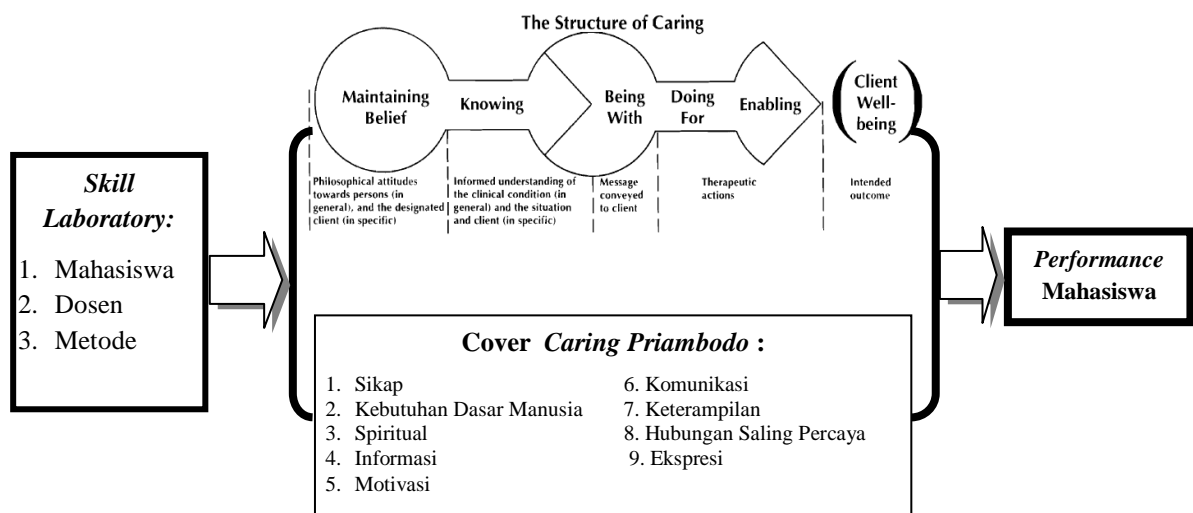 The Structure of Caring
Maintaining
Belief
Knowing
Being
With
Doing
For
Enabling
Client
Well-
being
Philosophical attitudes
towards persons (in
general), and the designated
client (in specific)
Informed understanding of
the clinical condition (in
general) and the situation
and client (in specific)
Message
conveyed
to client
Therapeutic
actions
Intended
outcome
Skill
Laboratory:
1. Mahasiswa
2. Dosen
3. Metode
Cover Caring Priambodo :
1. Sikap
2. Kebutuhan Dasar Manusia
3. Spiritual
4. Informasi
5. Motivasi
6. Komunikasi
7. Keterampilan
8. Hubungan Saling Percaya
9. Ekspresi
Performance
Mahasiswa